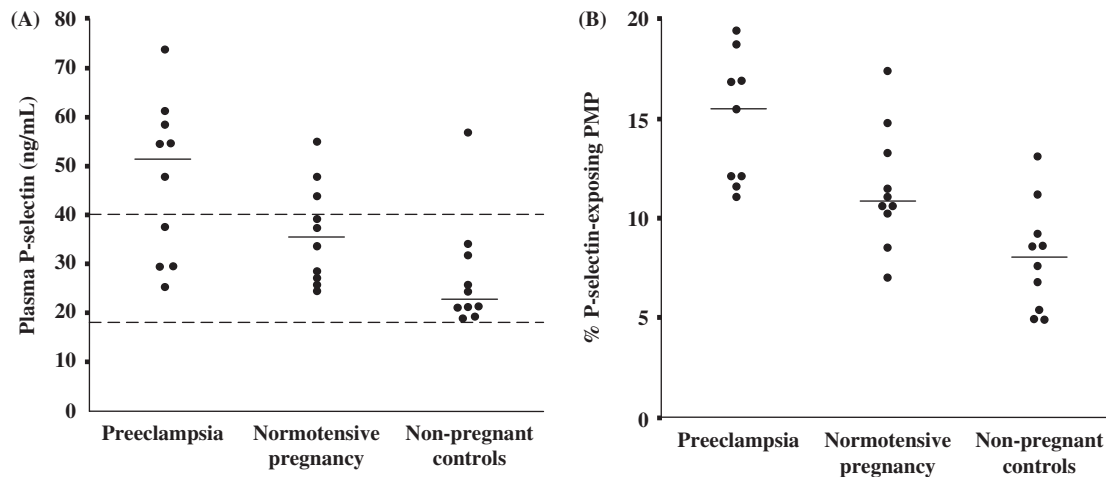 (A)
80
70
60
50
40
30
20
10
0
Plasma P-selectin (ng/mL)
Preeclampsia
Normotensive
pregnancy
Non-pregnant
controls
(B)
20
15
10
5
0
% P-selectin-exposing PMP
Preeclampsia
Normotensive
pregnancy
Non-pregnant
controls